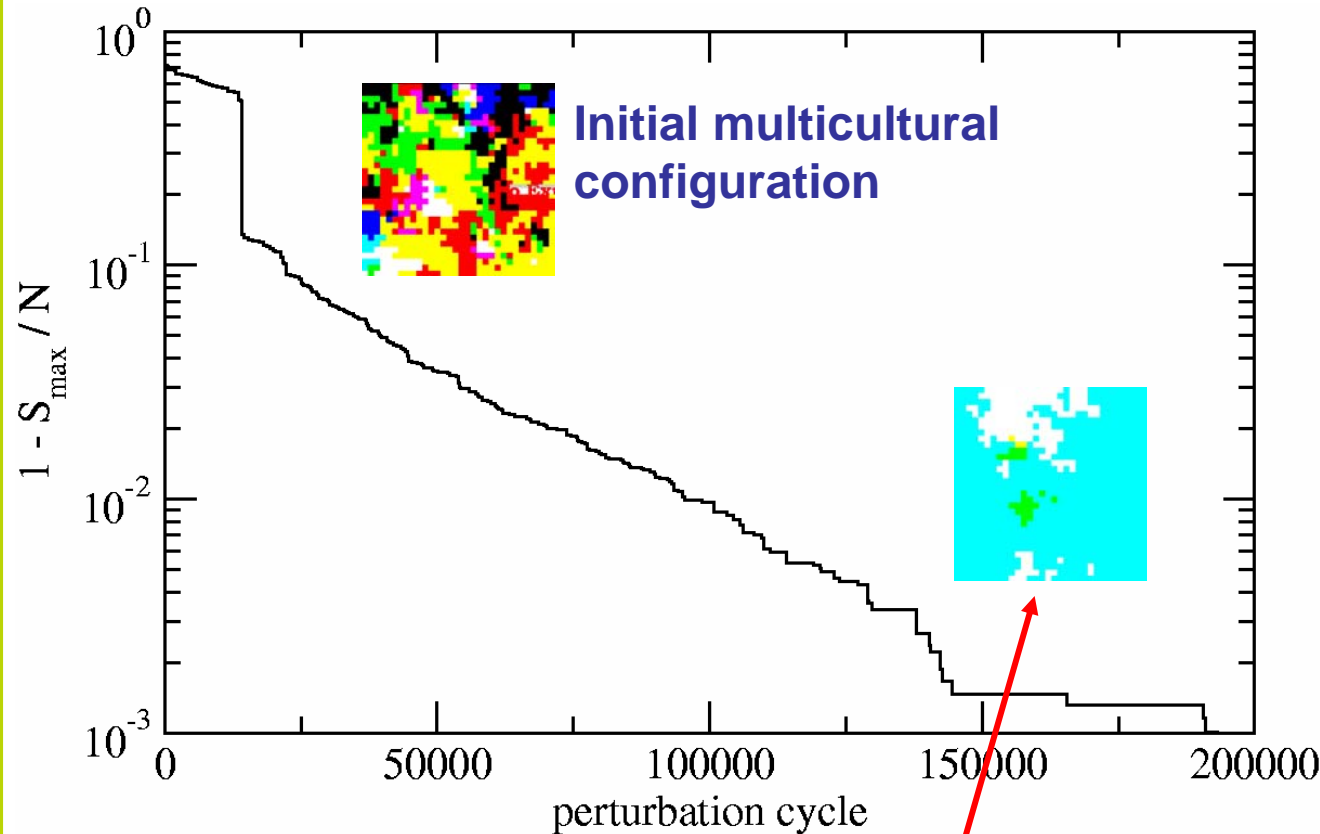 10^0
Initial multicultural
configuration
10^-1
1 - S_max / N
10^-2
10^-3
0 50000 100000 150000 200000
perturbation cycle